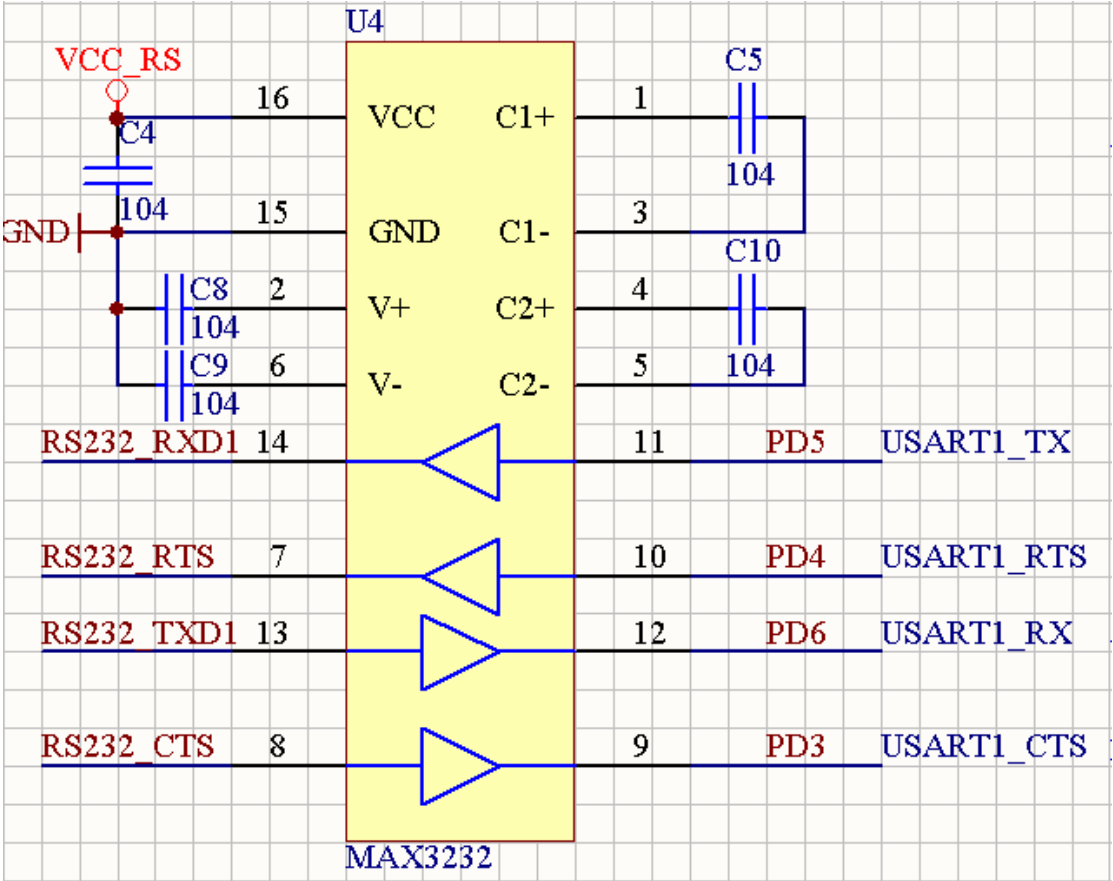 U4
VCC_RS
C5
16 VCC C1+ 1
C4
104
104
GND 15 GND C1- 3
C10
C8 2 V+ C2+ 4
104
C9 6 V- C2- 5 104
104
RS232_RXD1 14 11 PD5 USART1_TX
RS232_RTS 7 10 PD4 USART1_RTS
RS232_TXD1 13 12 PD6 USART1_RX
RS232_CTS 8 9 PD3 USART1_CTS
MAX3232